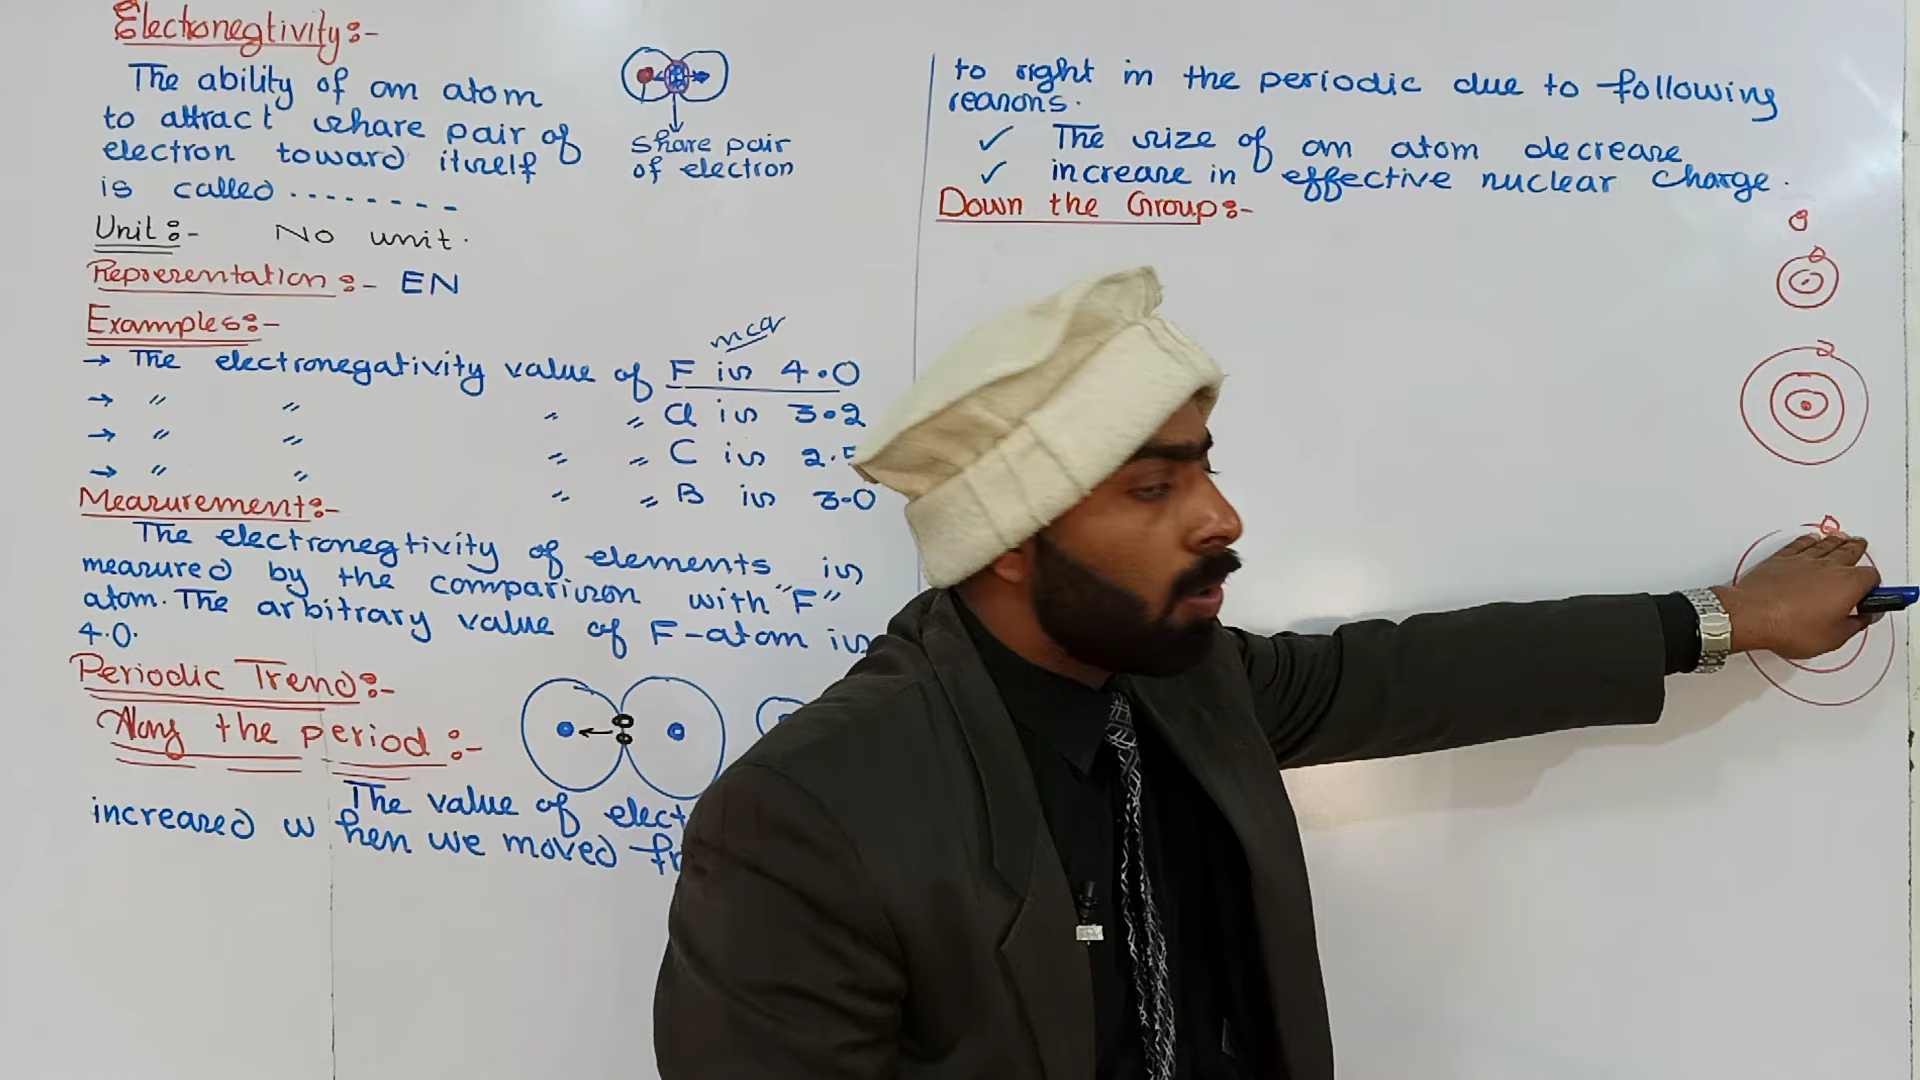 Electronegtivity:-
The ability of an atom
to attract share pair of
electron toward itself
is called --------
share pair
of electron
Unit:- No unit.
Representation:- EN
Examples:-
mcq
→ The electronegativity value of F is 4.0
→ " " " " Cl is 3.2
→ " " " " C is 2.5
→ " " " " B is 3.0
Measurement:-
The electronegtivity of elements is
measured by the comparison with "F"
atom. The arbitrary value of F-atom is
4.0.
Periodic Trend:-
Along the period:-
The value of elect
increased when we moved fr
to right in the periodic due to following
reasons.
✓ The size of an atom decrease
✓ increase in effective nuclear charge.
Down the Group:-